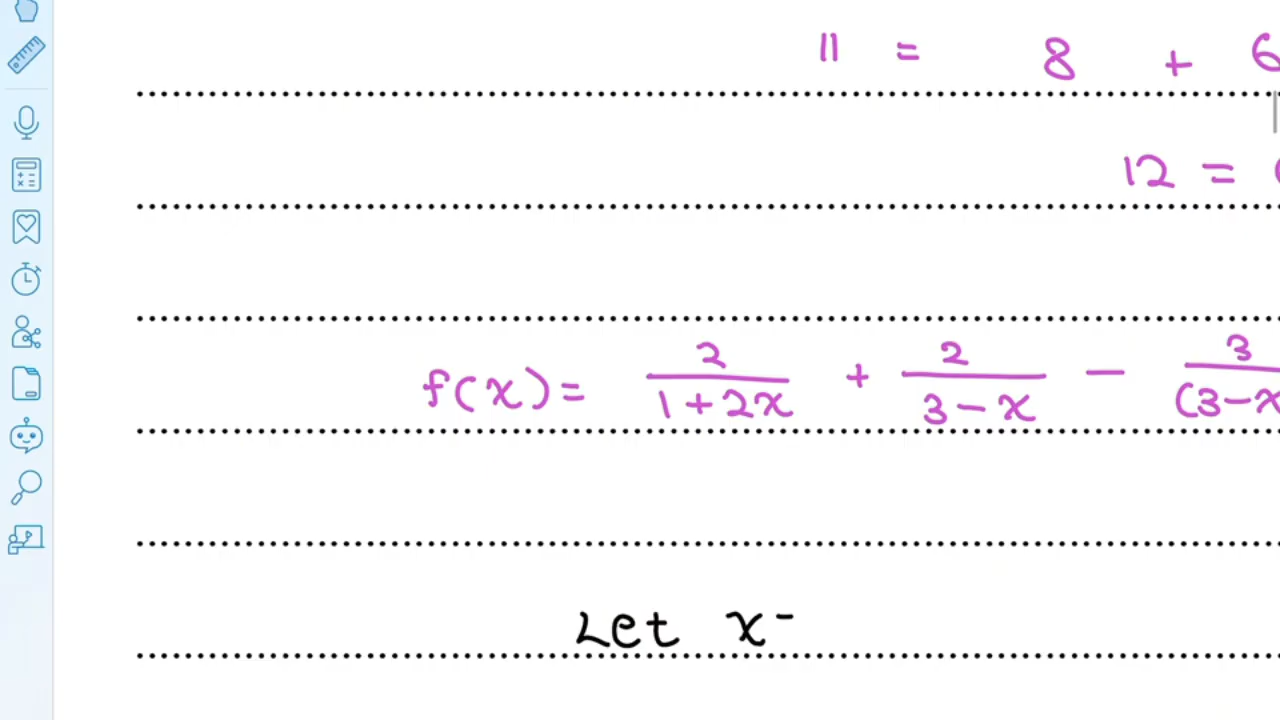 11 = 8 + 6
12 =
f(x) = 2/(1+2x) + 2/(3-x) - 3/(3-x
Let x-